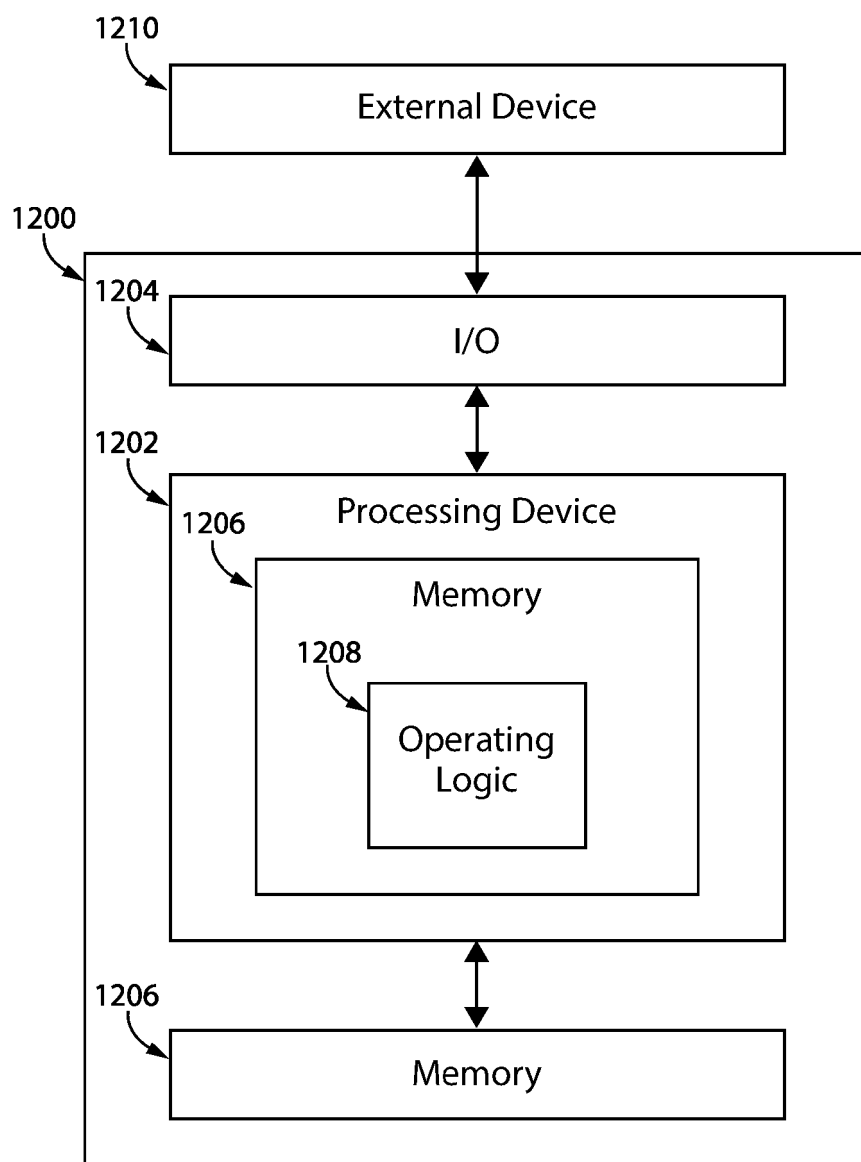 1210
External Device
1200
1204
I/O
1202
Processing Device
1206
Memory
1208
Operating
Logic
1206
Memory